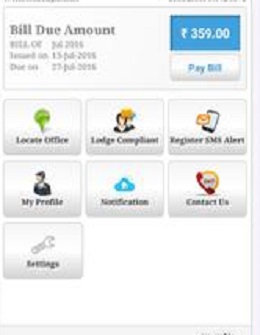 Bill Due Amount
BILL OF Jul 2016
Issued on 13-Jul-2016
Due on 27-Jul-2016
₹ 359.00
Pay Bill
Locate Office
Lodge Compliant
Register SMS Alert
My Profile
Notification
Contact Us
Settings